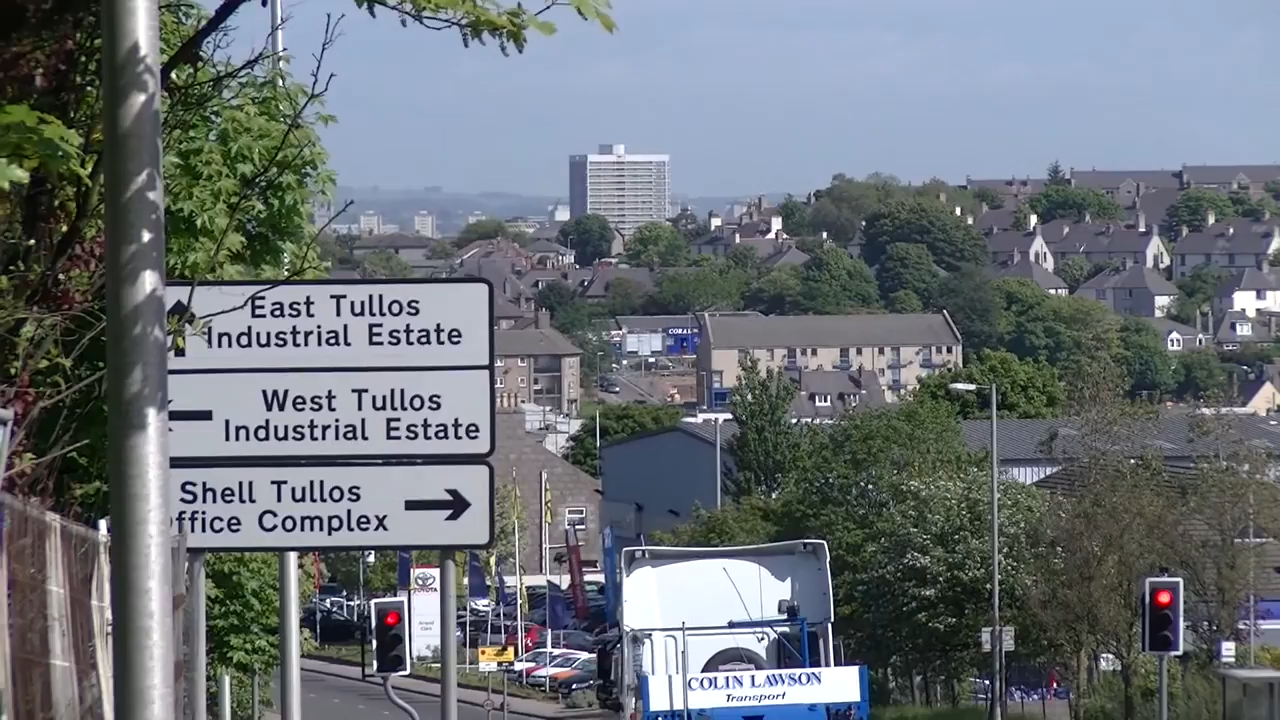 East Tullos
Industrial Estate
West Tullos
Industrial Estate
Shell Tullos
Office Complex
CORAL
TOYOTA
COLIN LAWSON
Transport